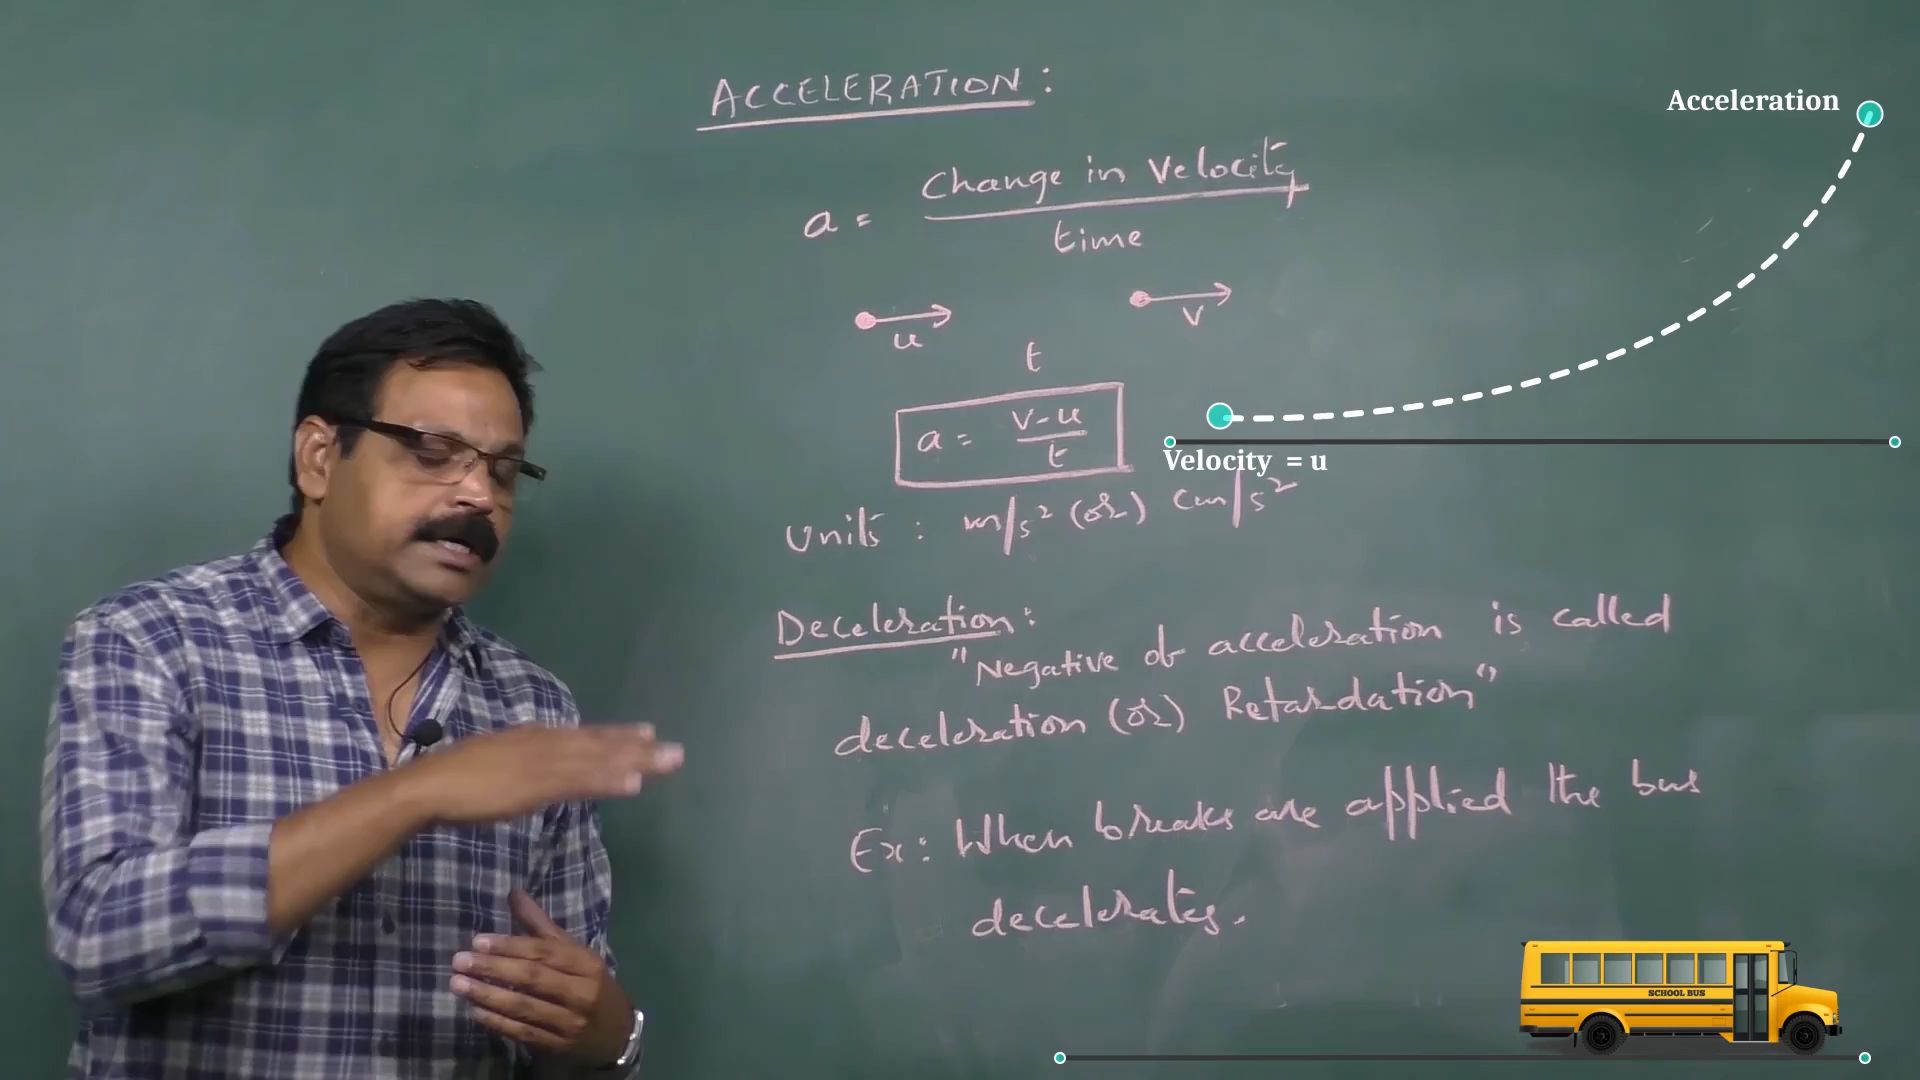 ACCELERATION:
Acceleration
a = Change in Velocity
time
u
v
t
a = v-u
t
Velocity = u
Units : m/s² (or) cm/s²
Deceleration:
"Negative of acceleration is called
deceleration (or) Retardation"
Ex: When breaks are applied the bus
decelerates.
SCHOOL BUS